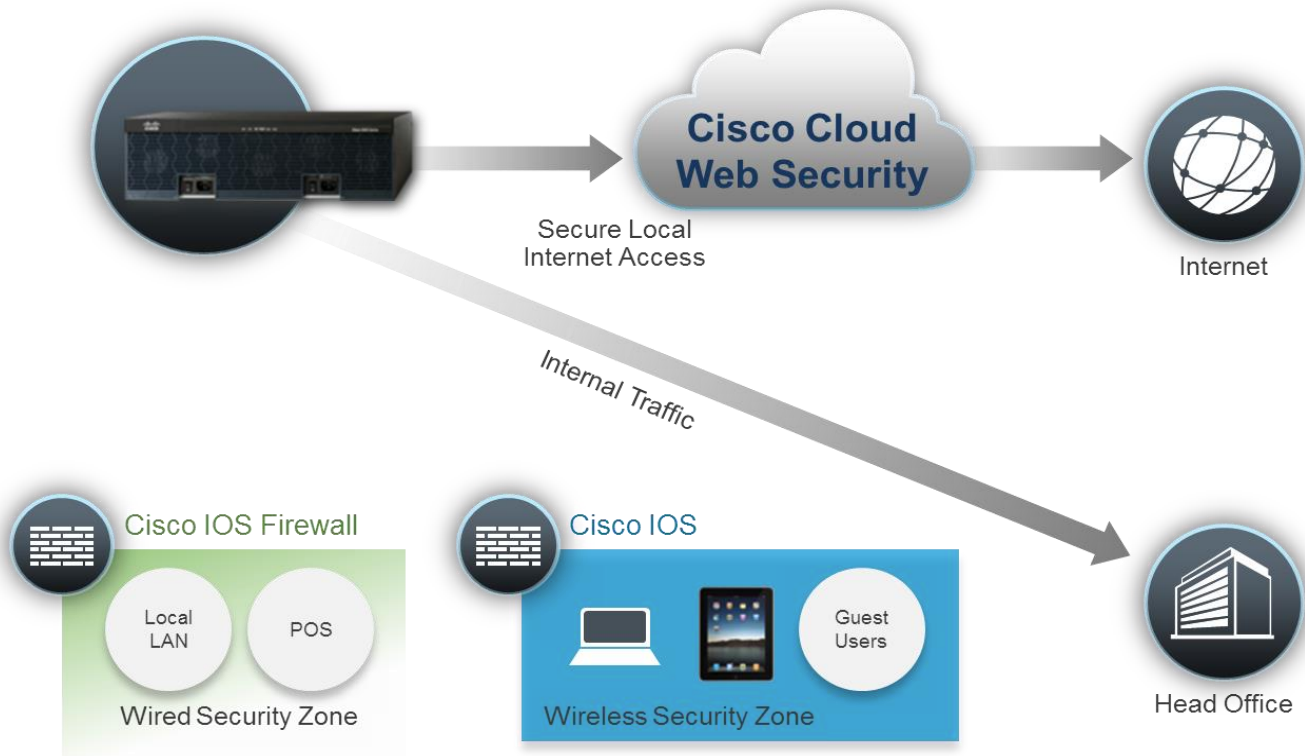 Cisco Cloud
Web Security
Secure Local
Internet Access
Internet
Internal Traffic
Cisco IOS Firewall
Local
LAN
POS
Wired Security Zone
Cisco IOS
Guest
Users
Wireless Security Zone
Head Office